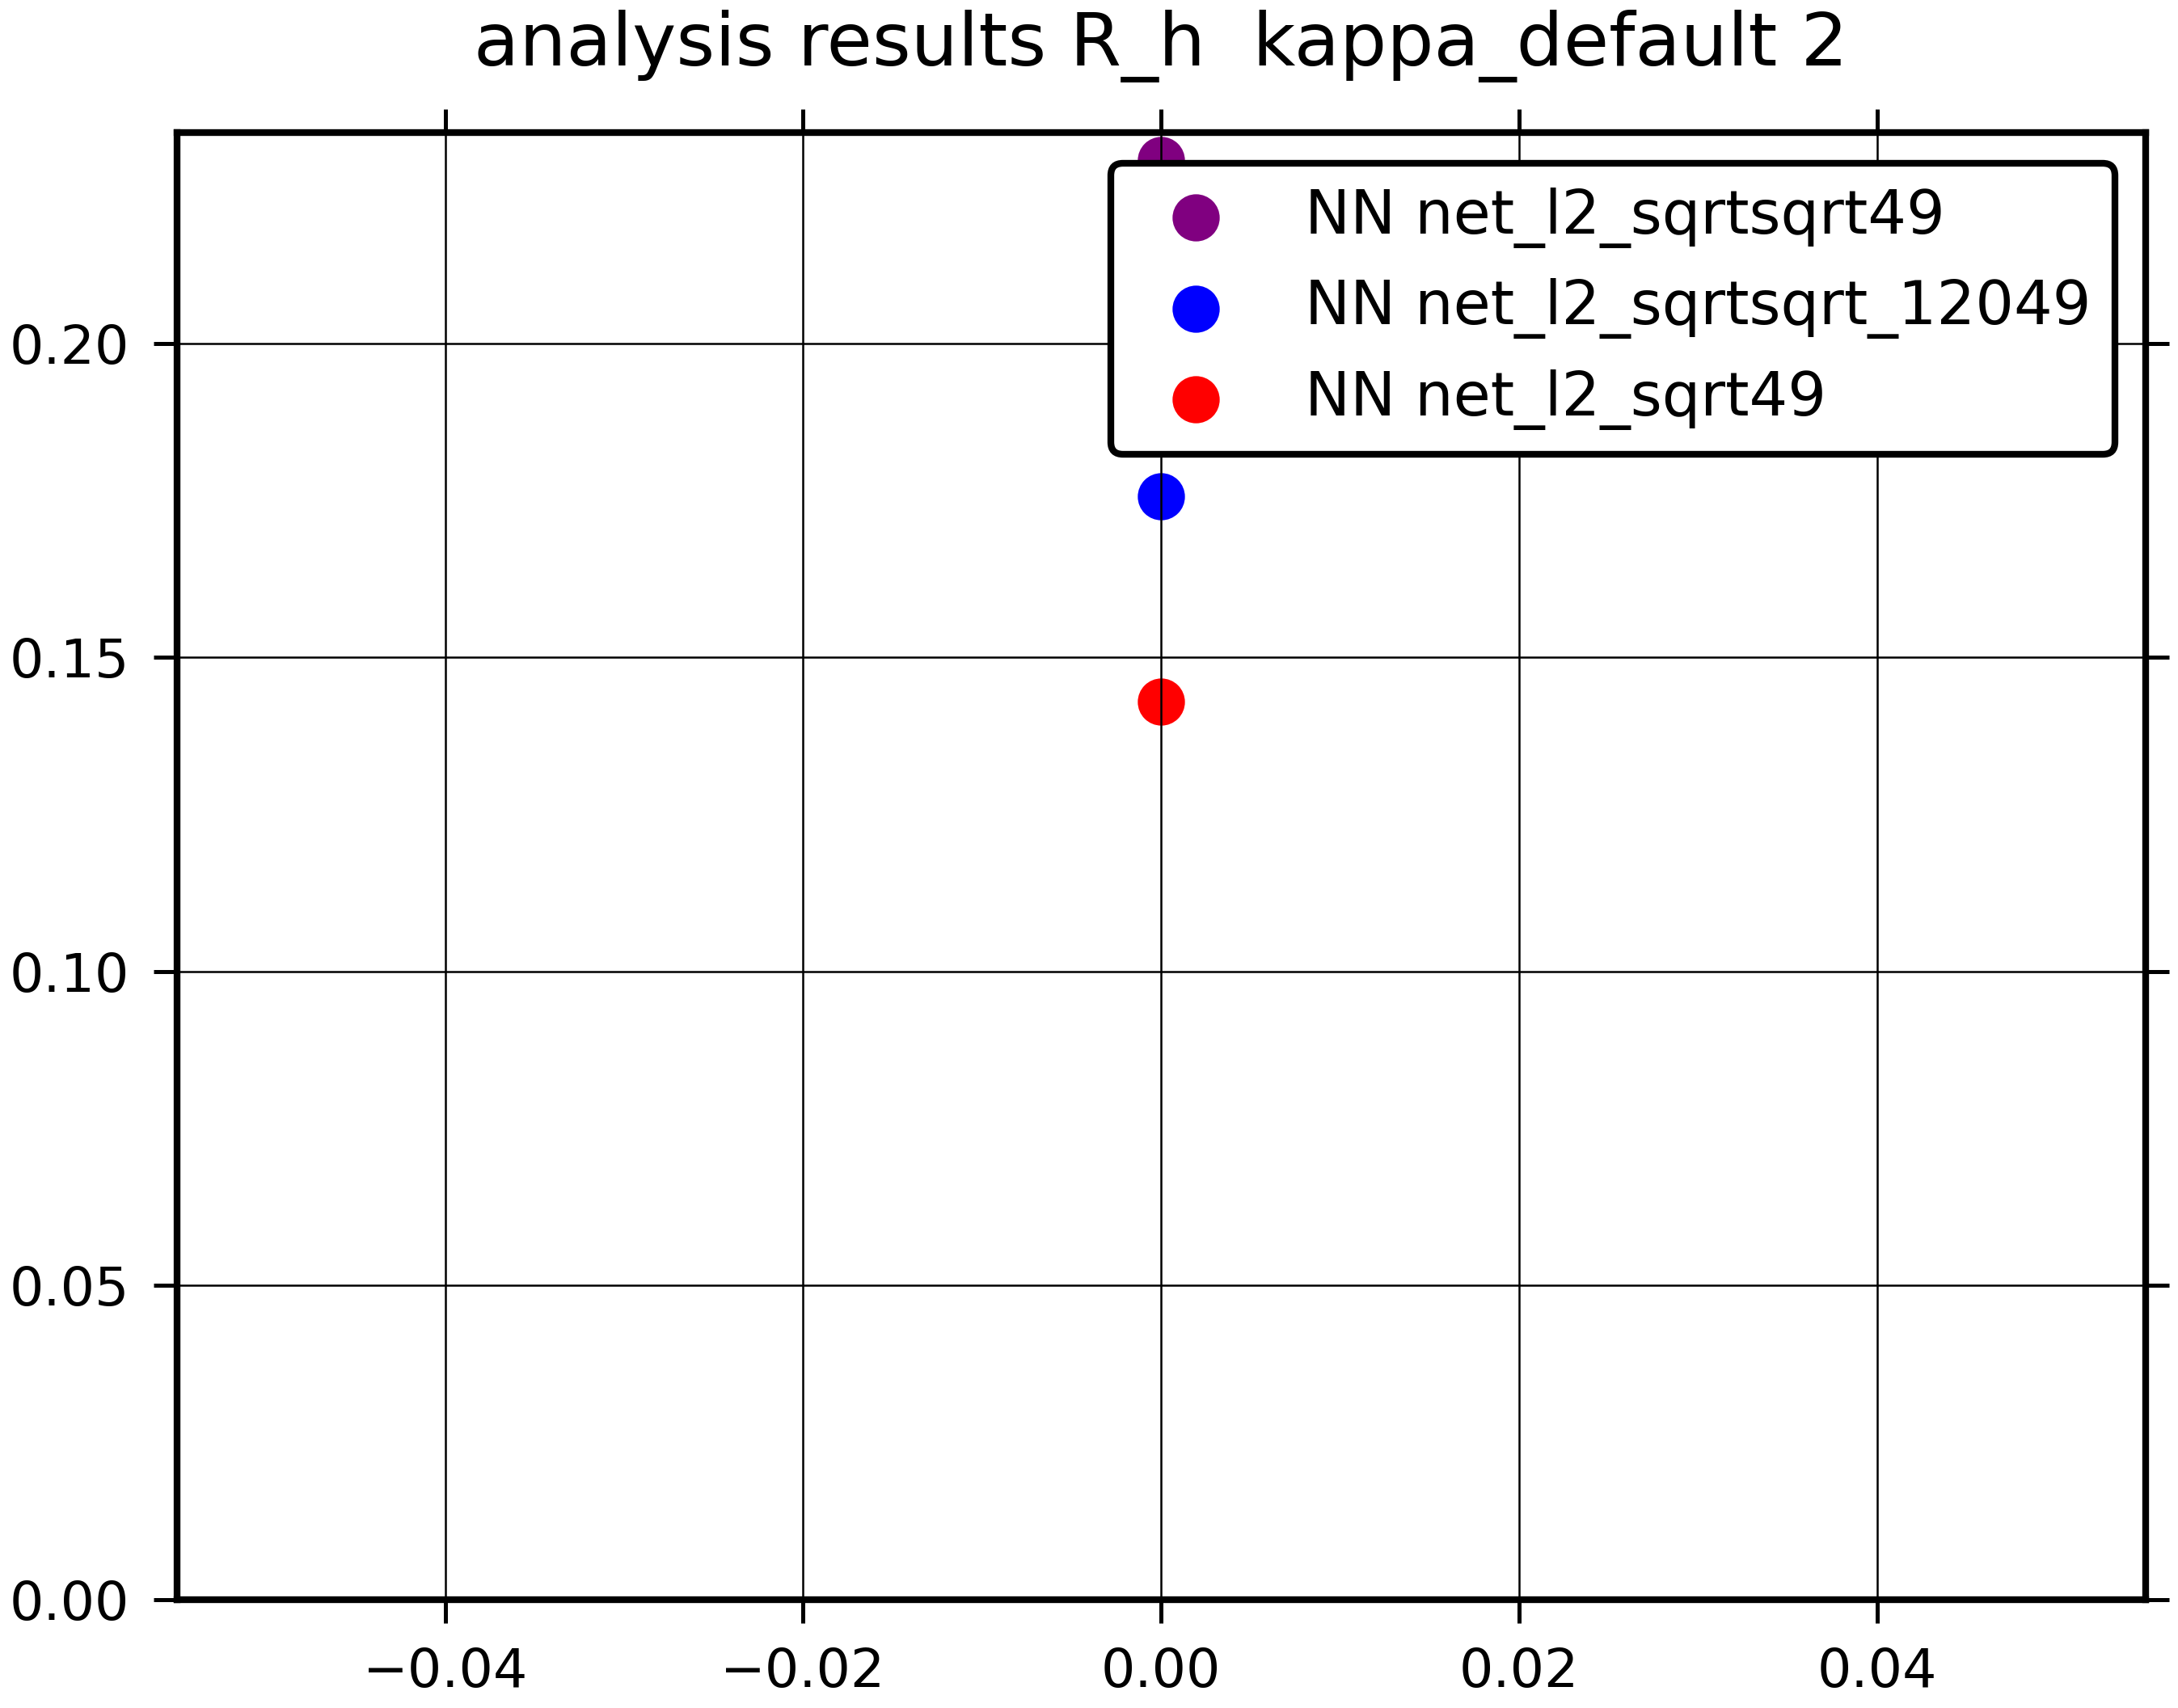 analysis results R_h  kappa_default 2
NN net_l2_sqrtsqrt49
NN net_l2_sqrtsqrt_12049
NN net_l2_sqrt49
0.20
0.15
0.10
0.05
0.00
−0.04 −0.02 0.00 0.02 0.04